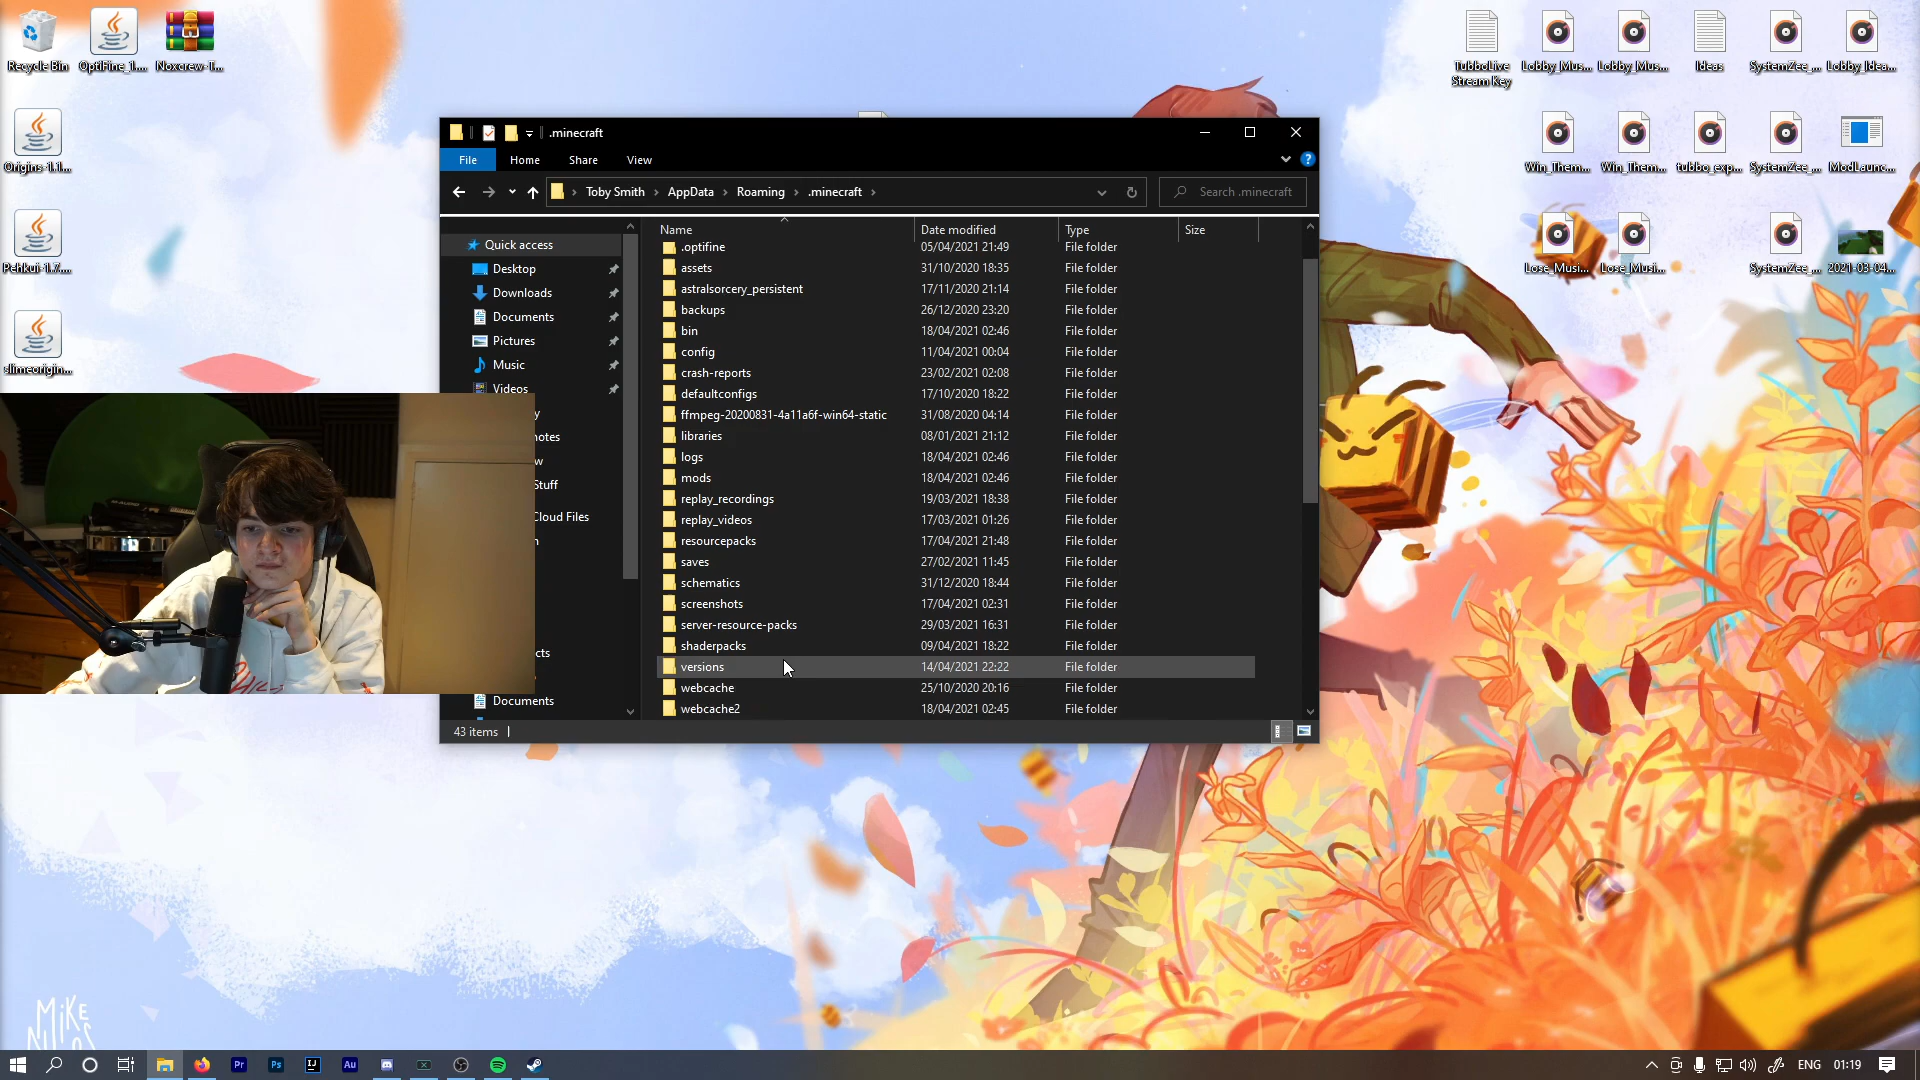 Recycle Bin
OptiFine_1....
Noxcrew-T...
Origins-1.1...
Pehkui-1.7....
slimeorigin...
TubboLive
Stream Key
Lobby_Mus...
Lobby_Mus...
Ideas
SystemZee_...
Lobby_Idea...
Win_Them...
Win_Them...
tubbo_exp...
SystemZee_...
ModLaunc...
Lose_Musi...
Lose_Musi...
SystemZee_...
2021-03-04...
.minecraft
File
Home
Share
View
Toby Smith
AppData
Roaming
.minecraft
Search .minecraft
Quick access
Desktop
Downloads
Documents
Pictures
Music
Videos
Cloud Files
Documents
Name
Date modified
Type
Size
.optifine 05/04/2021 21:49 File folder
assets 31/10/2020 18:35 File folder
astralsorcery_persistent 17/11/2020 21:14 File folder
backups 26/12/2020 23:20 File folder
bin 18/04/2021 02:46 File folder
config 11/04/2021 00:04 File folder
crash-reports 23/02/2021 02:08 File folder
defaultconfigs 17/10/2020 18:22 File folder
ffmpeg-20200831-4a11a6f-win64-static 31/08/2020 04:14 File folder
libraries 08/01/2021 21:12 File folder
logs 18/04/2021 02:46 File folder
mods 18/04/2021 02:46 File folder
replay_recordings 19/03/2021 18:38 File folder
replay_videos 17/03/2021 01:26 File folder
resourcepacks 17/04/2021 21:48 File folder
saves 27/02/2021 11:45 File folder
schematics 31/12/2020 18:44 File folder
screenshots 17/04/2021 02:31 File folder
server-resource-packs 29/03/2021 16:31 File folder
shaderpacks 09/04/2021 18:22 File folder
versions 14/04/2021 22:22 File folder
webcache 25/10/2020 20:16 File folder
webcache2 18/04/2021 02:45 File folder
43 items
MIKE
Pr
Ps
IJ
Au
ENG
01:19